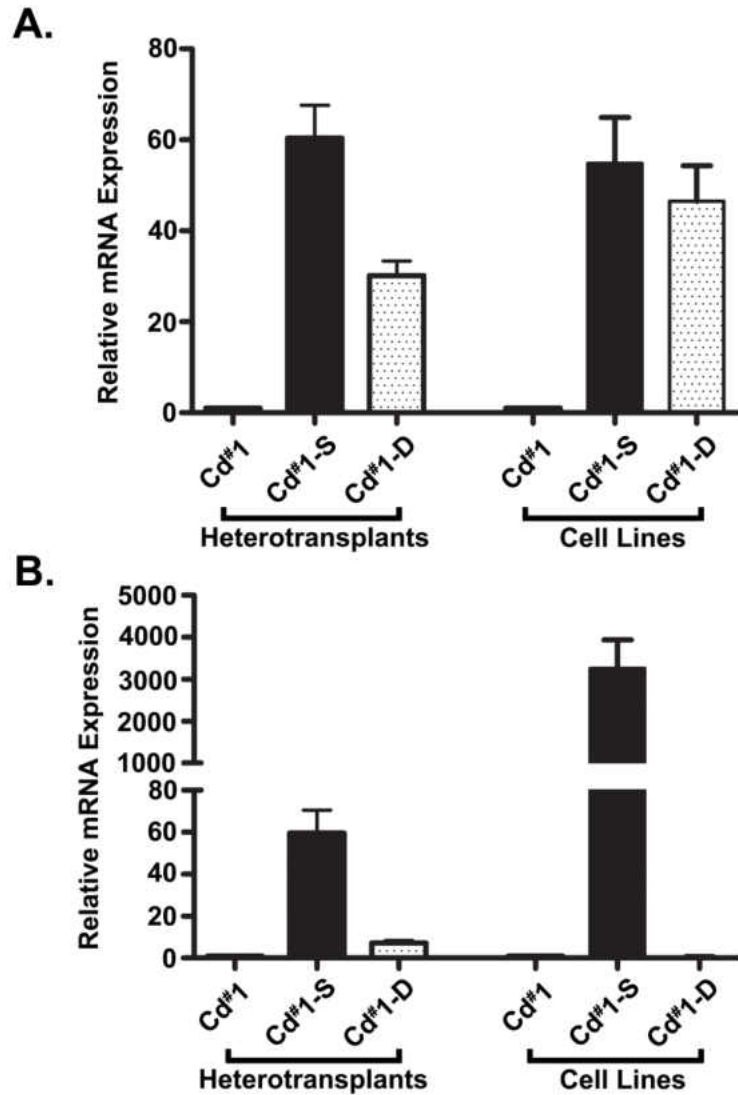 A.
Relative mRNA Expression
80
60
40
20
0
Cd#1
Cd#1-S
Cd#1-D
Cd#1
Cd#1-S
Cd#1-D
Heterotransplants
Cell Lines
B.
Relative mRNA Expression
5000
4000
3000
2000
1000
80
60
40
20
0
Cd#1
Cd#1-S
Cd#1-D
Cd#1
Cd#1-S
Cd#1-D
Heterotransplants
Cell Lines